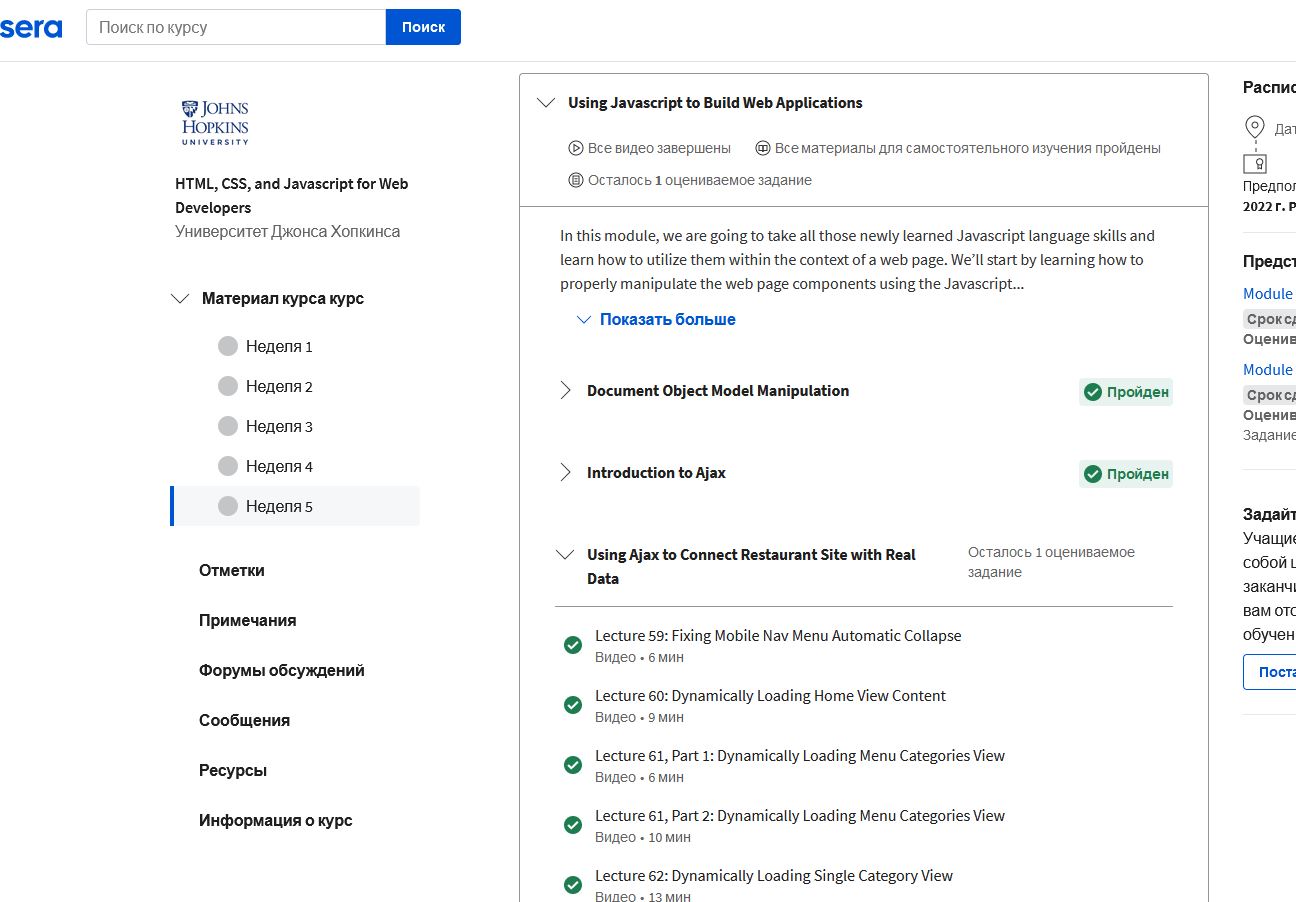 sera
Поиск по курсу
Поиск
JOHNS
HOPKINS
UNIVERSITY
HTML, CSS, and Javascript for Web
Developers
Университет Джонса Хопкинса
Материал курса курс
Неделя 1
Неделя 2
Неделя 3
Неделя 4
Неделя 5
Отметки
Примечания
Форумы обсуждений
Сообщения
Ресурсы
Информация о курс
Using Javascript to Build Web Applications
Все видео завершены
Все материалы для самостоятельного изучения пройдены
Осталось 1 оцениваемое задание
In this module, we are going to take all those newly learned Javascript language skills and
learn how to utilize them within the context of a web page. We’ll start by learning how to
properly manipulate the web page components using the Javascript...
Показать больше
Document Object Model Manipulation
Пройден
Introduction to Ajax
Пройден
Using Ajax to Connect Restaurant Site with Real
Data
Осталось 1 оцениваемое
задание
Lecture 59: Fixing Mobile Nav Menu Automatic Collapse
Видео • 6 мин
Lecture 60: Dynamically Loading Home View Content
Видео • 9 мин
Lecture 61, Part 1: Dynamically Loading Menu Categories View
Видео • 6 мин
Lecture 61, Part 2: Dynamically Loading Menu Categories View
Видео • 10 мин
Lecture 62: Dynamically Loading Single Category View
Видео • 13 мин
Распис
Дат
Предпол
2022 г. P
Предст
Module
Срок сд
Оценив
Module
Срок сд
Оценив
Задание
Задайт
Учащие
собой ц
заканчи
вам отс
обучен
Поста